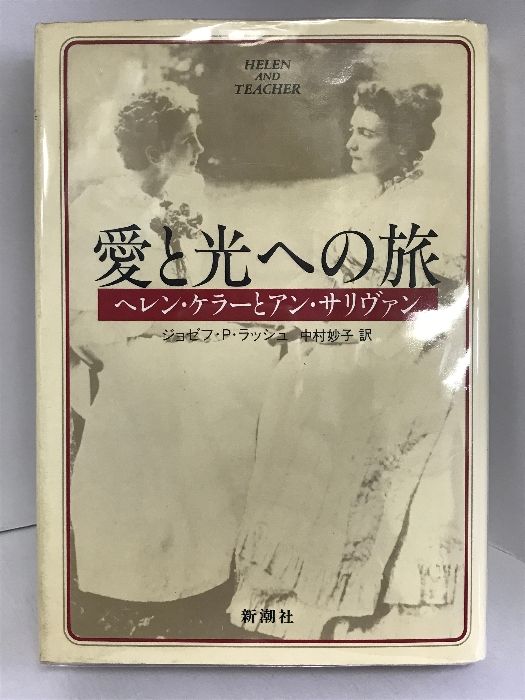 HELEN
AND
TEACHER
愛と光への旅
ヘレン・ケラーとアン・サリヴァン
ジョゼフ・P・ラッシュ 中村妙子 訳
新潮社